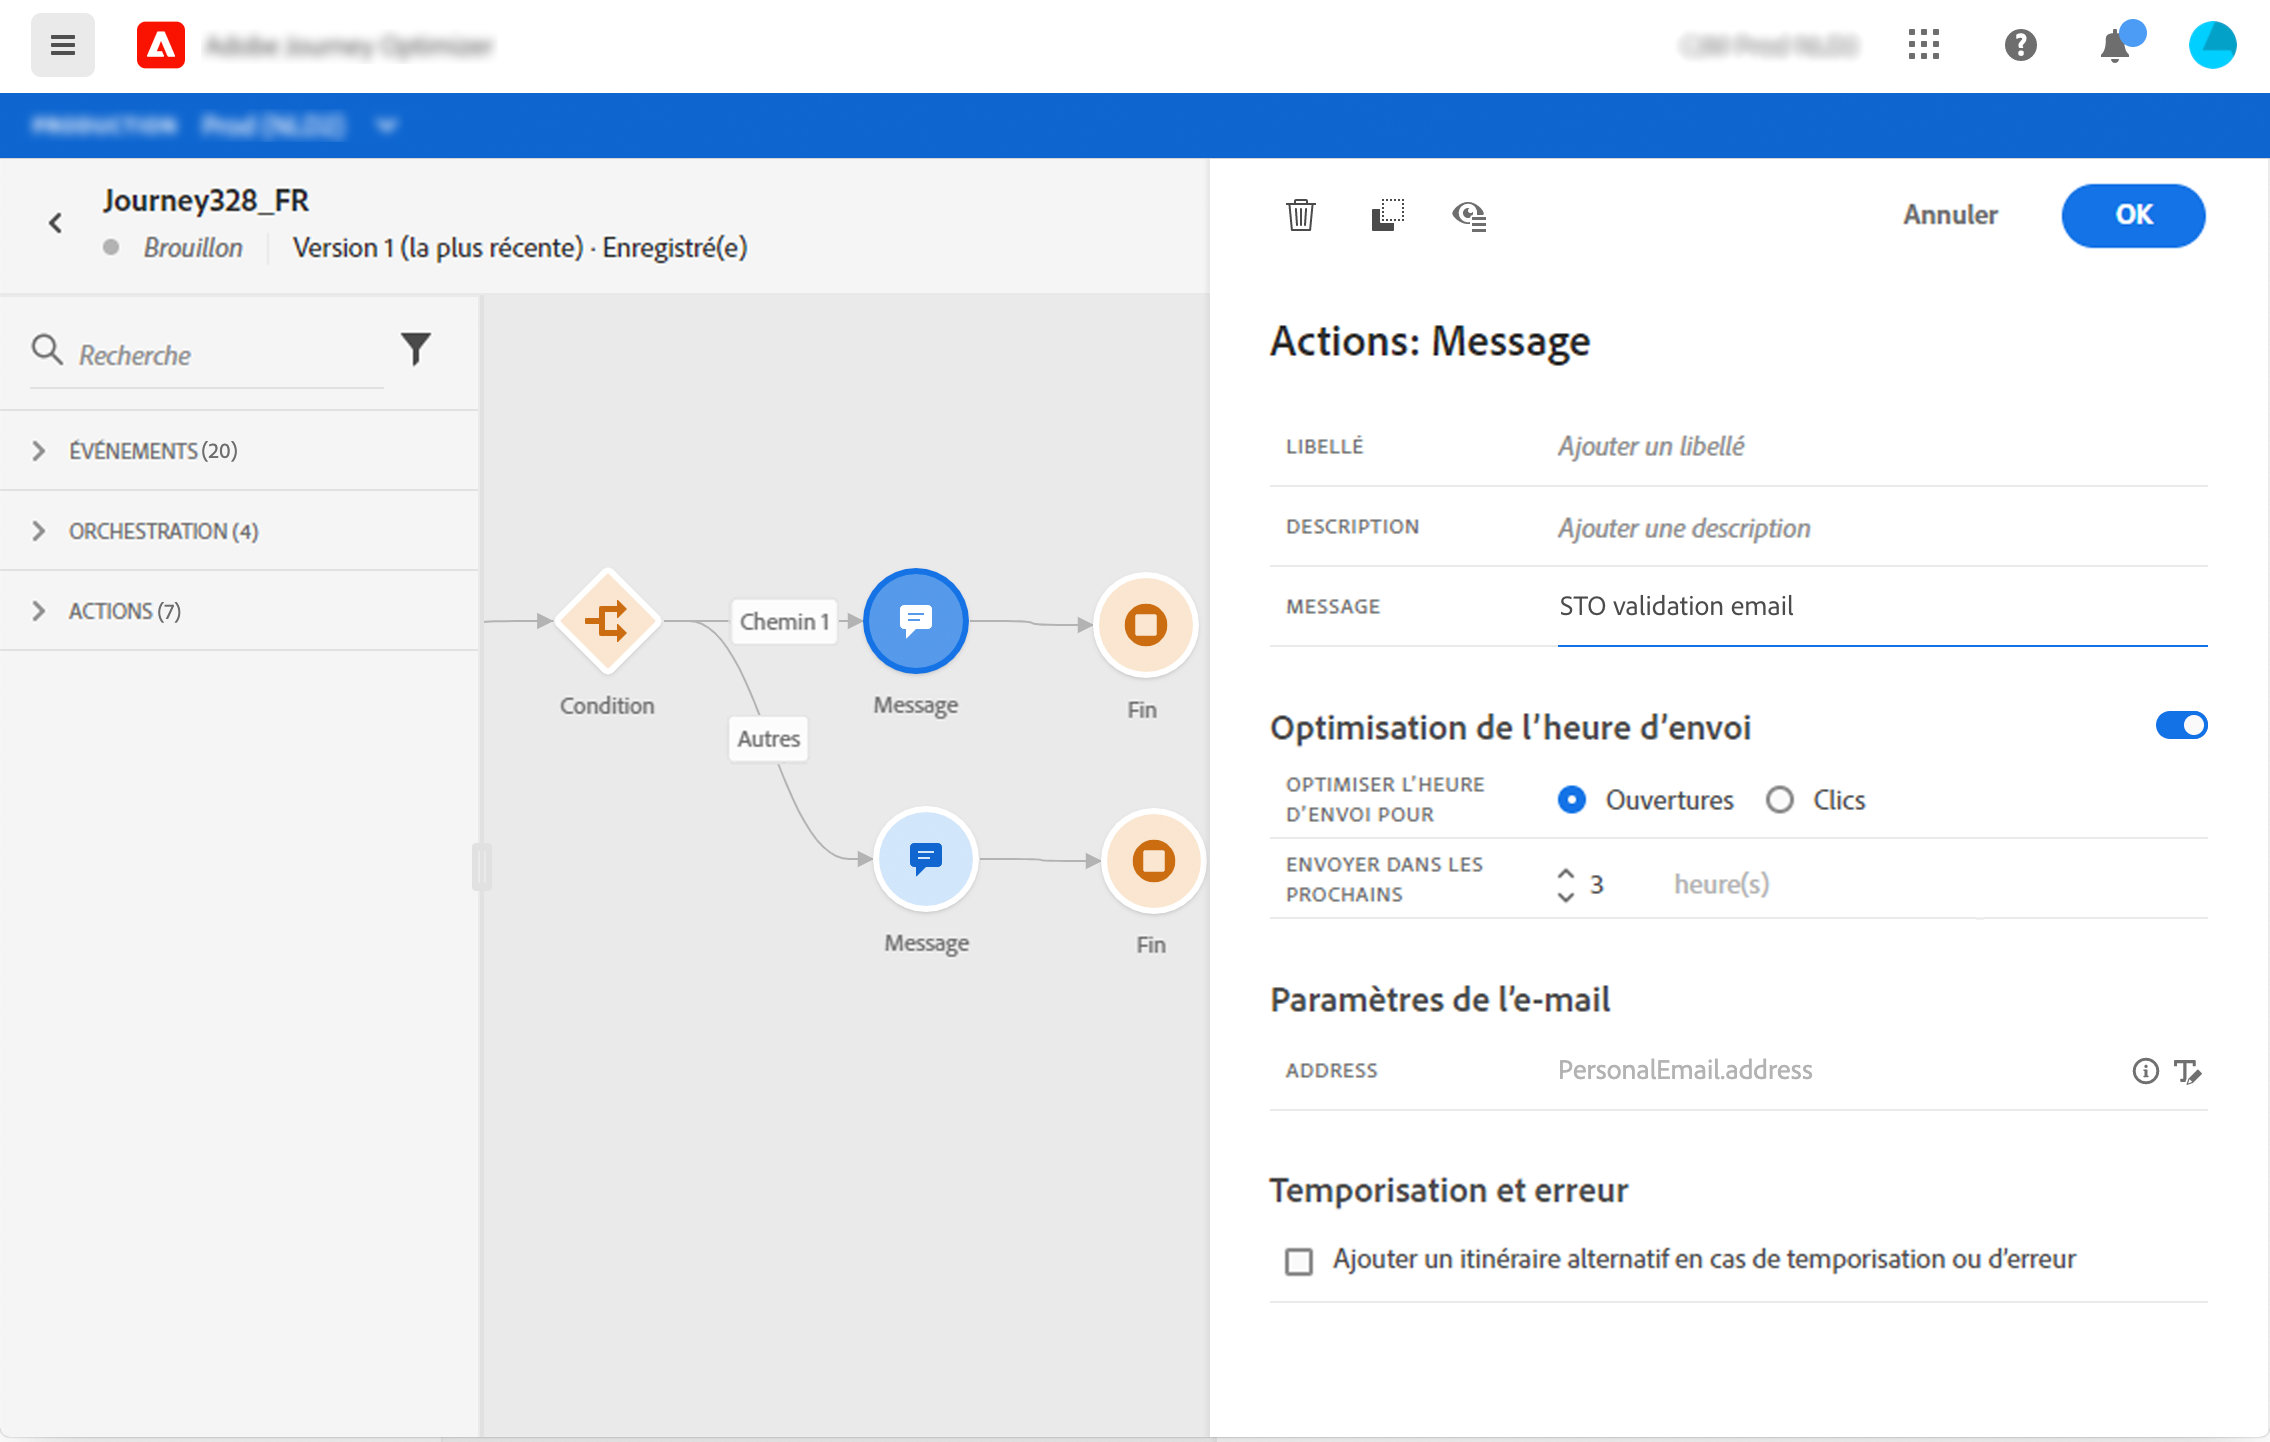 Journey328_FR
Brouillon
Version 1 (la plus récente) · Enregistré(e)
Recherche
ÉVÉNEMENTS (20)
ORCHESTRATION (4)
ACTIONS (7)
Chemin 1
Condition
Message
Fin
Autres
Message
Fin
Annuler
OK
Actions: Message
LIBELLÉ
Ajouter un libellé
DESCRIPTION
Ajouter une description
MESSAGE
STO validation email
Optimisation de l’heure d’envoi
OPTIMISER L’HEURE
D’ENVOI POUR
Ouvertures
Clics
ENVOYER DANS LES
PROCHAINS
3
heure(s)
Paramètres de l’e-mail
ADDRESS
PersonalEmail.address
Temporisation et erreur
Ajouter un itinéraire alternatif en cas de temporisation ou d’erreur